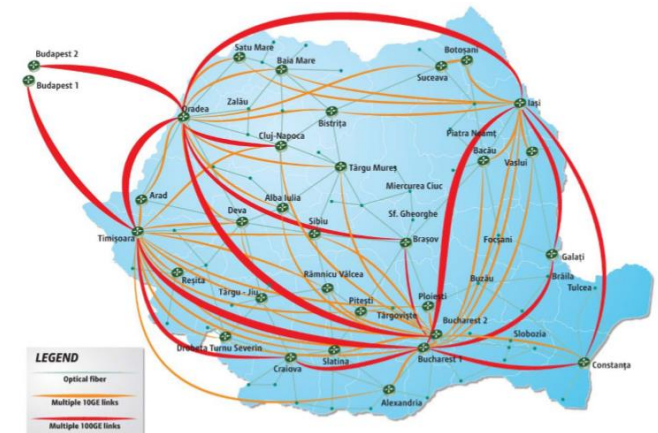 Satu Mare
Baia Mare
Botoșani
Suceava
Budapest 2
Budapest 1
Oradea
Zalău
Bistrița
Iași
Cluj-Napoca
Piatra Neamț
Bacău
Vaslui
Târgu Mureș
Miercurea Ciuc
Arad
Alba Iulia
Deva
Sibiu
Sf. Gheorghe
Timișoara
Brașov
Focșani
Galați
Reșița
Râmnicu Vâlcea
Buzău
Brăila
Tulcea
Târgu - Jiu
Pitești
Ploiești
Târgoviște
Bucharest 2
Slobozia
Drobeta Turnu Severin
Bucharest 1
Craiova
Slatina
Constanța
Alexandria
LEGEND
Optical fiber
Multiple 10GE links
Multiple 100GE links